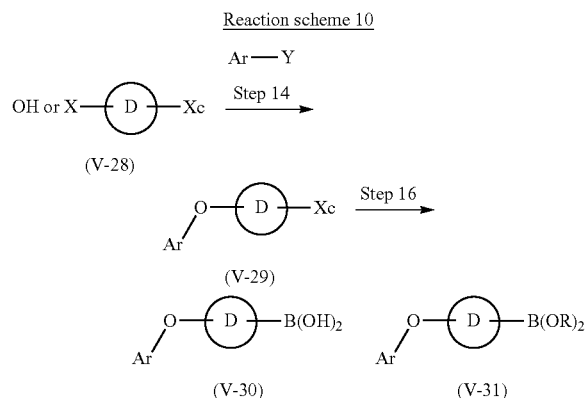 Reaction scheme 10
Ar—Y
OH or X—D—Xc
Step 14
(V-28)
O—D—Xc
Step 16
Ar
(V-29)
O—D—B(OH)₂
O—D—B(OR)₂
Ar
Ar
(V-30)
(V-31)